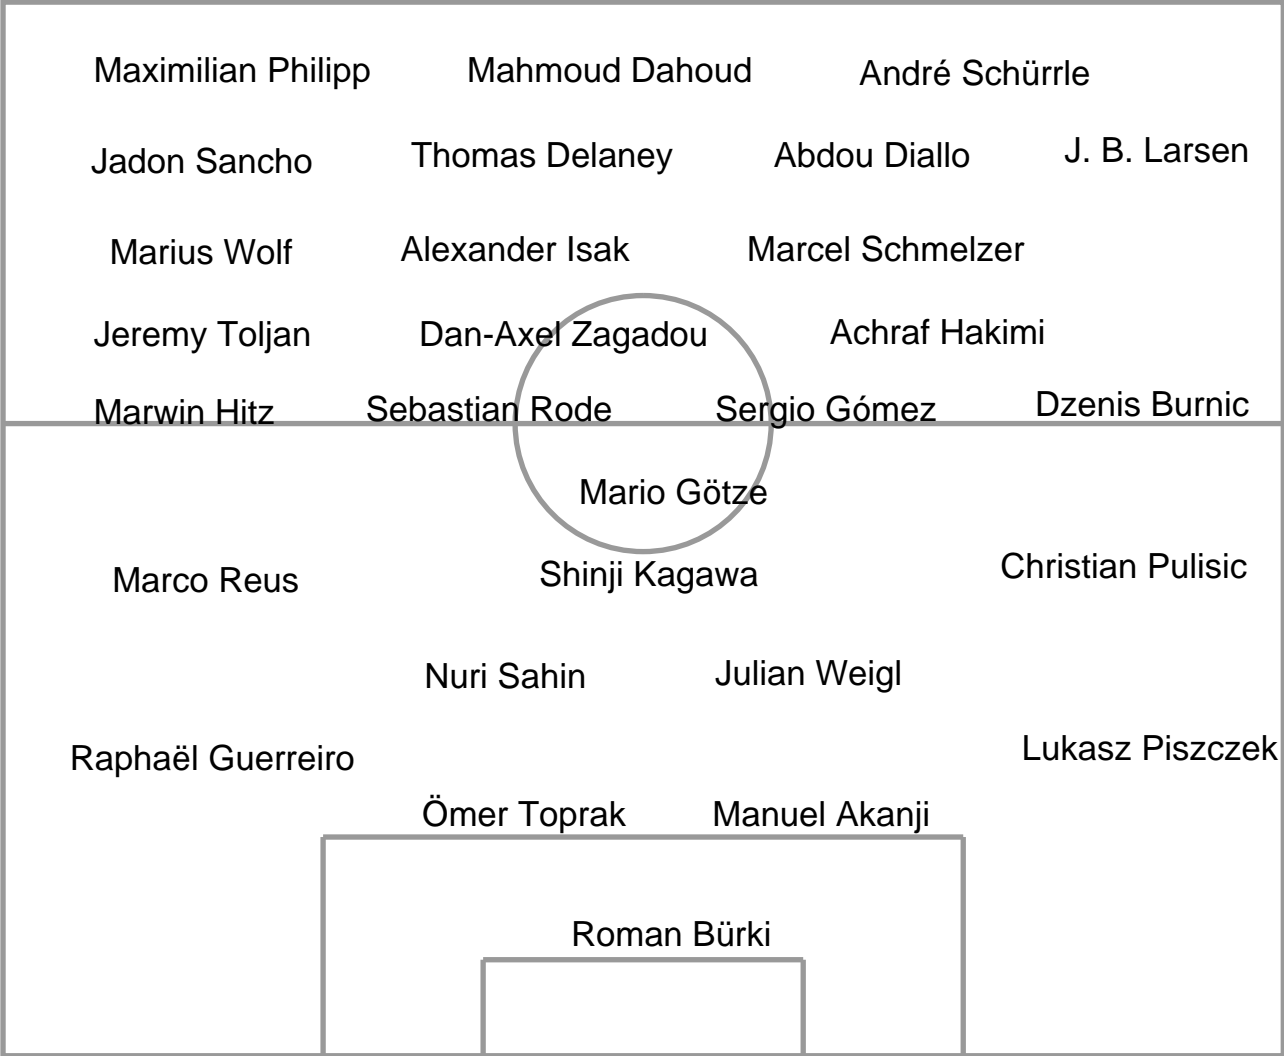 Maximilian Philipp Mahmoud Dahoud André Schürrle
Jadon Sancho Thomas Delaney Abdou Diallo J. B. Larsen
Marius Wolf Alexander Isak Marcel Schmelzer
Jeremy Toljan Dan-Axel Zagadou Achraf Hakimi
Marwin Hitz Sebastian Rode Sergio Gómez Dzenis Burnic
Mario Götze
Marco Reus Shinji Kagawa Christian Pulisic
Nuri Sahin Julian Weigl
Raphaël Guerreiro Lukasz Piszczek
Ömer Toprak Manuel Akanji
Roman Bürki